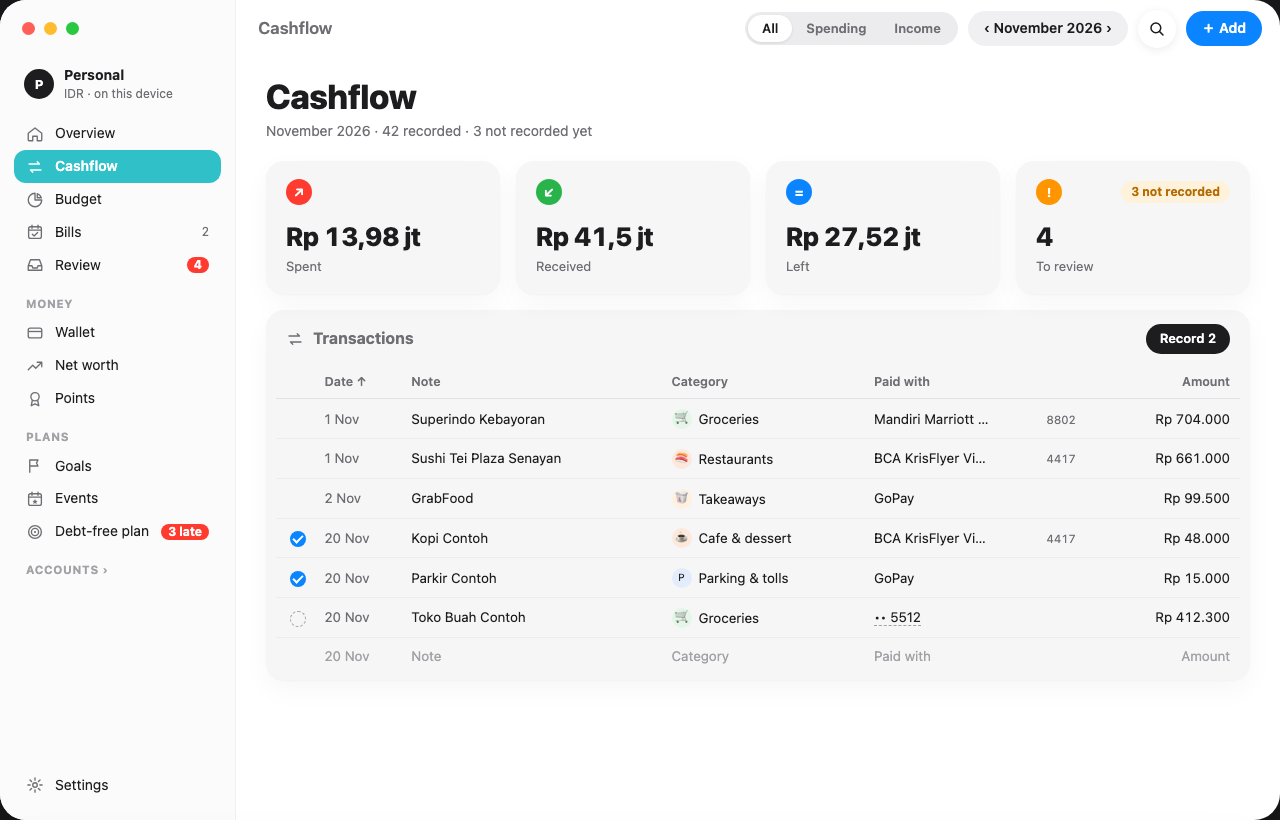 Cashflow
All Spending Income
‹ November 2026 ›
+ Add
P
Personal
IDR · on this device
Overview
Cashflow
Budget
Bills 2
Review 4
MONEY
Wallet
Net worth
Points
PLANS
Goals
Events
Debt-free plan 3 late
ACCOUNTS ›
Settings
Cashflow
November 2026 · 42 recorded · 3 not recorded yet
Rp 13,98 jt
Spent
Rp 41,5 jt
Received
=
Rp 27,52 jt
Left
! 3 not recorded
4
To review
Transactions Record 2
Date ↑ Note Category Paid with Amount
1 Nov Superindo Kebayoran Groceries Mandiri Marriott ... 8802 Rp 704.000
1 Nov Sushi Tei Plaza Senayan Restaurants BCA KrisFlyer Vi... 4417 Rp 661.000
2 Nov GrabFood Takeaways GoPay Rp 99.500
20 Nov Kopi Contoh Cafe & dessert BCA KrisFlyer Vi... 4417 Rp 48.000
20 Nov Parkir Contoh P Parking & tolls GoPay Rp 15.000
20 Nov Toko Buah Contoh Groceries •• 5512 Rp 412.300
20 Nov Note Category Paid with Amount